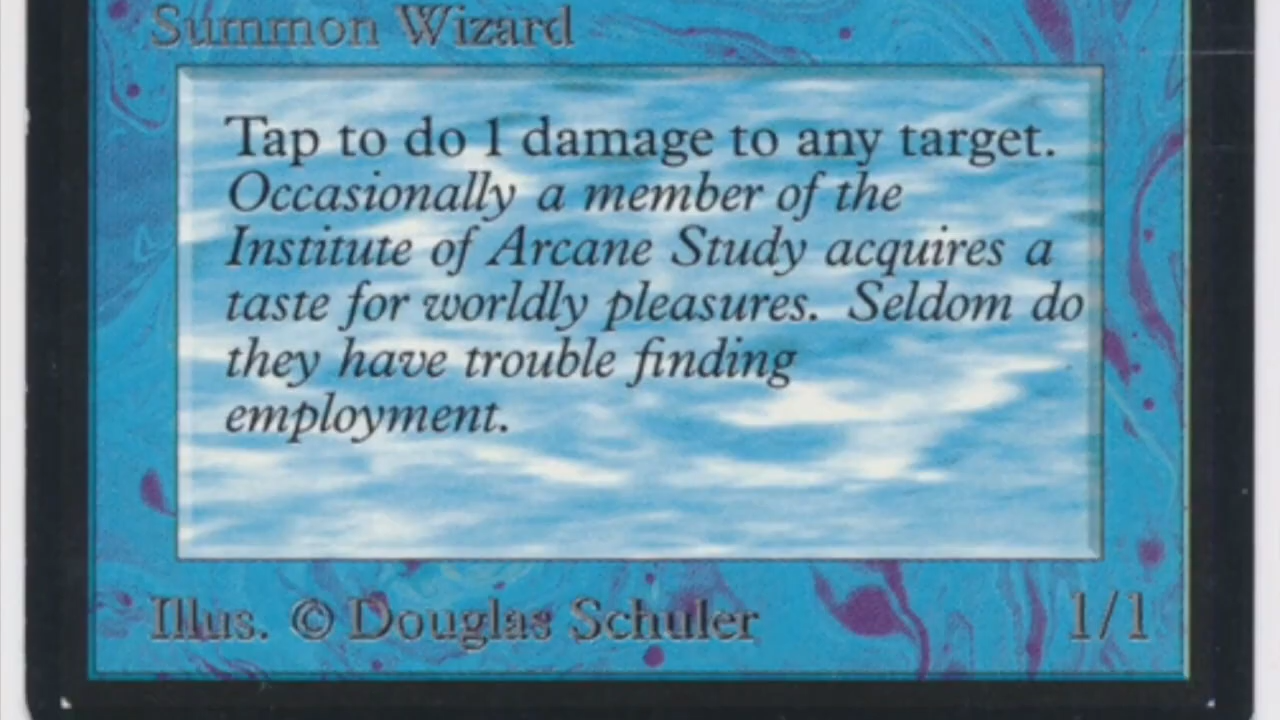 Summon Wizard
Tap to do 1 damage to any target.
Occasionally a member of the
Institute of Arcane Study acquires a
taste for worldly pleasures. Seldom do
they have trouble finding
employment.
Illus. © Douglas Schuler
1/1